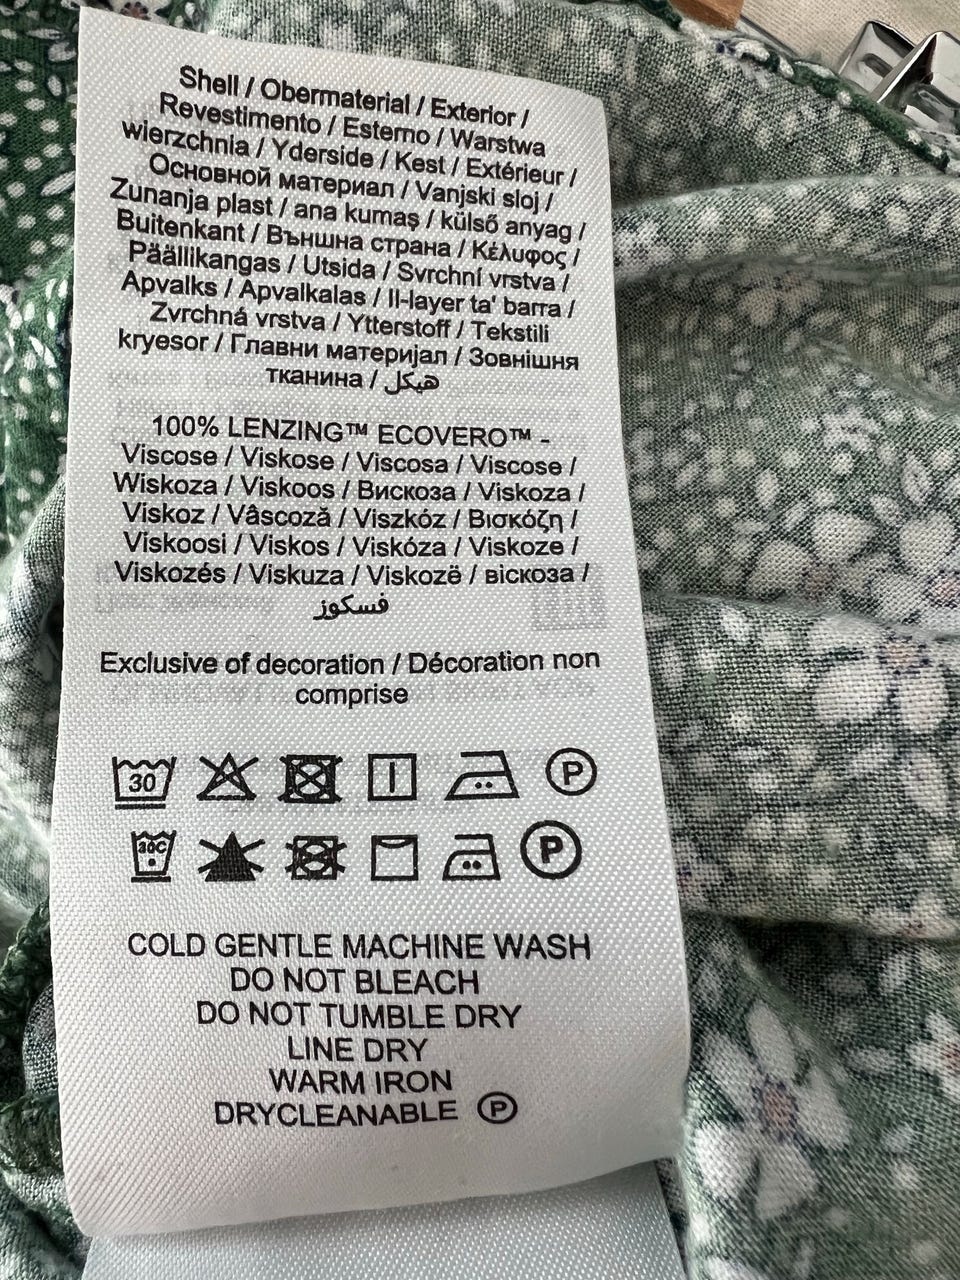 Shell / Obermaterial / Exterior /
Revestimento / Esterno / Warstwa
wierzchnia / Yderside / Kest / Extérieur /
Основной материал / Vanjski sloj /
Zunanja plast / ana kumaş / külső anyag /
Buitenkant / Външна страна / Κέλυφος /
Päällikangas / Utsida / Svrchní vrstva /
Apvalks / Apvalkalas / Il-layer ta' barra /
Zvrchná vrstva / Ytterstoff / Tekstili
kryesor / Главни материјал / Зовнішня
тканина / هيكل
100% LENZING™ ECOVERO™ -
Viscose / Viskose / Viscosa / Viscose /
Wiskoza / Viskoos / Вискоза / Viskoza /
Viskoz / Vâscoză / Viszkóz / Βισκόζη /
Viskoosi / Viskos / Viskóza / Viskoze /
Viskozés / Viskuza / Viskozë / віскоза /
فسكوز
Exclusive of decoration / Décoration non
comprise
30 P
30C P
COLD GENTLE MACHINE WASH
DO NOT BLEACH
DO NOT TUMBLE DRY
LINE DRY
WARM IRON
DRYCLEANABLE P